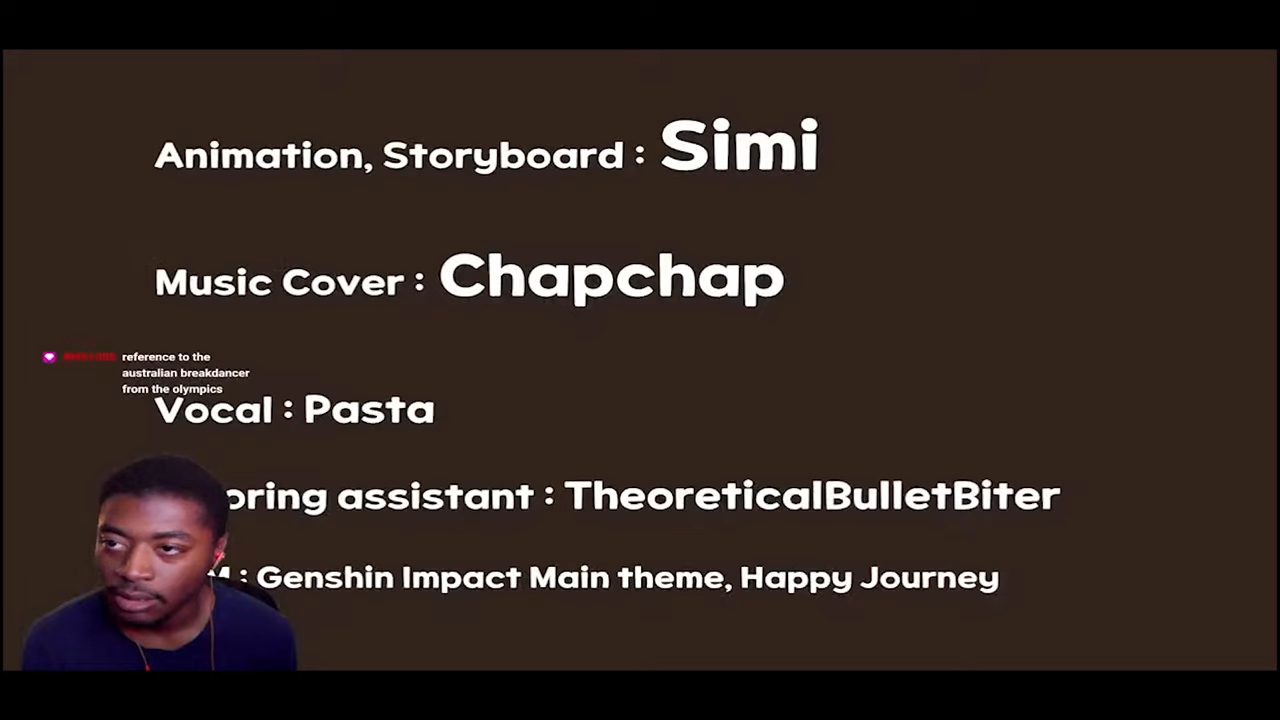 Animation, Storyboard : Simi
Music Cover : Chapchap
reference to the
australian breakdancer
from the olympics
Vocal : Pasta
oring assistant : TheoreticalBulletBiter
: Genshin Impact Main theme, Happy Journey